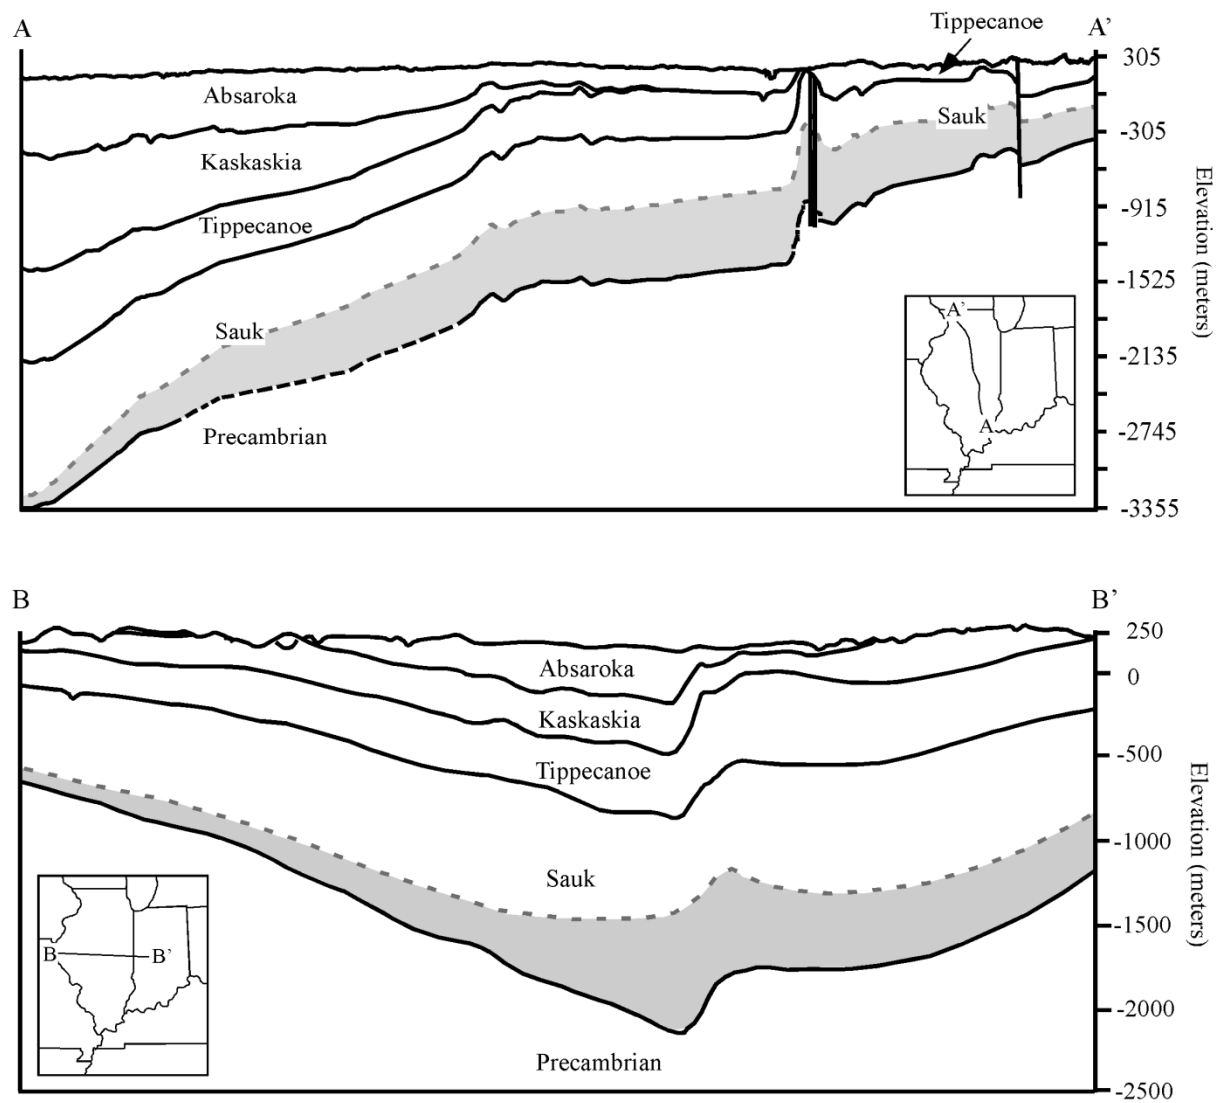 A
Tippecanoe
A’
305
Absaroka
Sauk
-305
Kaskaskia
-915
Tippecanoe
-1525
Sauk
A’
-2135
A
Precambrian
-2745
-3355
Elevation (meters)
B
B’
250
Absaroka
0
Kaskaskia
-500
Tippecanoe
-1000
Sauk
-1500
B
B’
-2000
Precambrian
-2500
Elevation (meters)